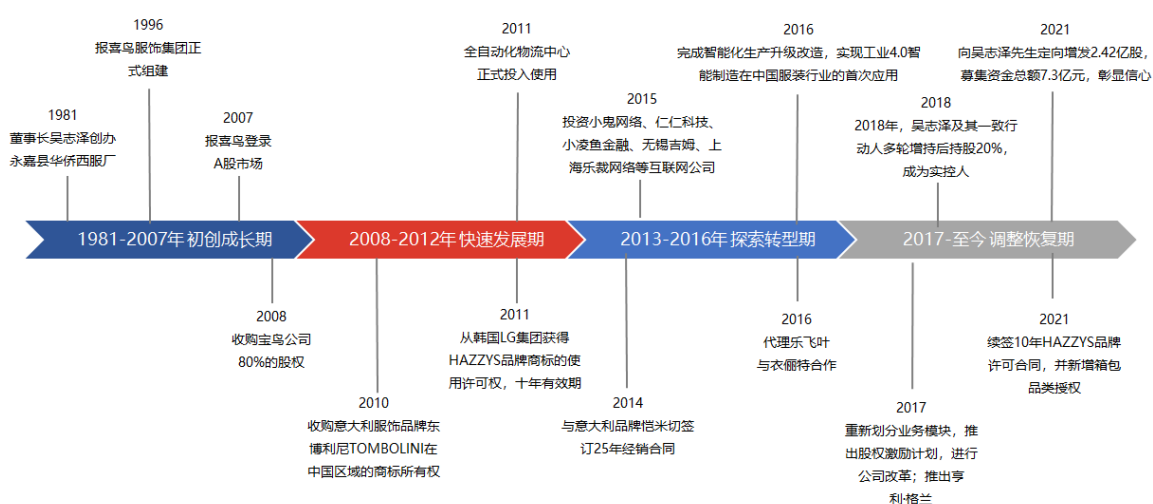 1981
董事长吴志泽创办
永嘉县华侨西服厂
1996
报喜鸟服饰集团正
式组建
2007
报喜鸟登录
A股市场
2011
全自动化物流中心
正式投入使用
2015
投资小鬼网络、仁仁科技、
小凌鱼金融、无锡吉姆、上
海乐裁网络等互联网公司
2016
完成智能化生产升级改造，实现工业4.0智
能制造在中国服装行业的首次应用
2018
2018年，吴志泽及其一致行
动人多轮增持后持股20%，
成为实控人
2021
向吴志泽先生定向增发2.42亿股，
募集资金总额7.3亿元，彰显信心
1981-2007年 初创成长期
2008-2012年 快速发展期
2013-2016年 探索转型期
2017-至今 调整恢复期
2008
收购宝鸟公司
80%的股权
2010
收购意大利服饰品牌东
博利尼TOMBOLINI在
中国区域的商标所有权
2011
从韩国LG集团获得
HAZZYS品牌商标的使
用许可权，十年有效期
2014
与意大利品牌恺米切签
订25年经销合同
2016
代理乐飞叶
与衣俪特合作
2017
重新划分业务模块，推
出股权激励计划，进行
公司改革；推出亨
利·格兰
2021
续签10年HAZZYS品牌
许可合同，并新增箱包
品类授权